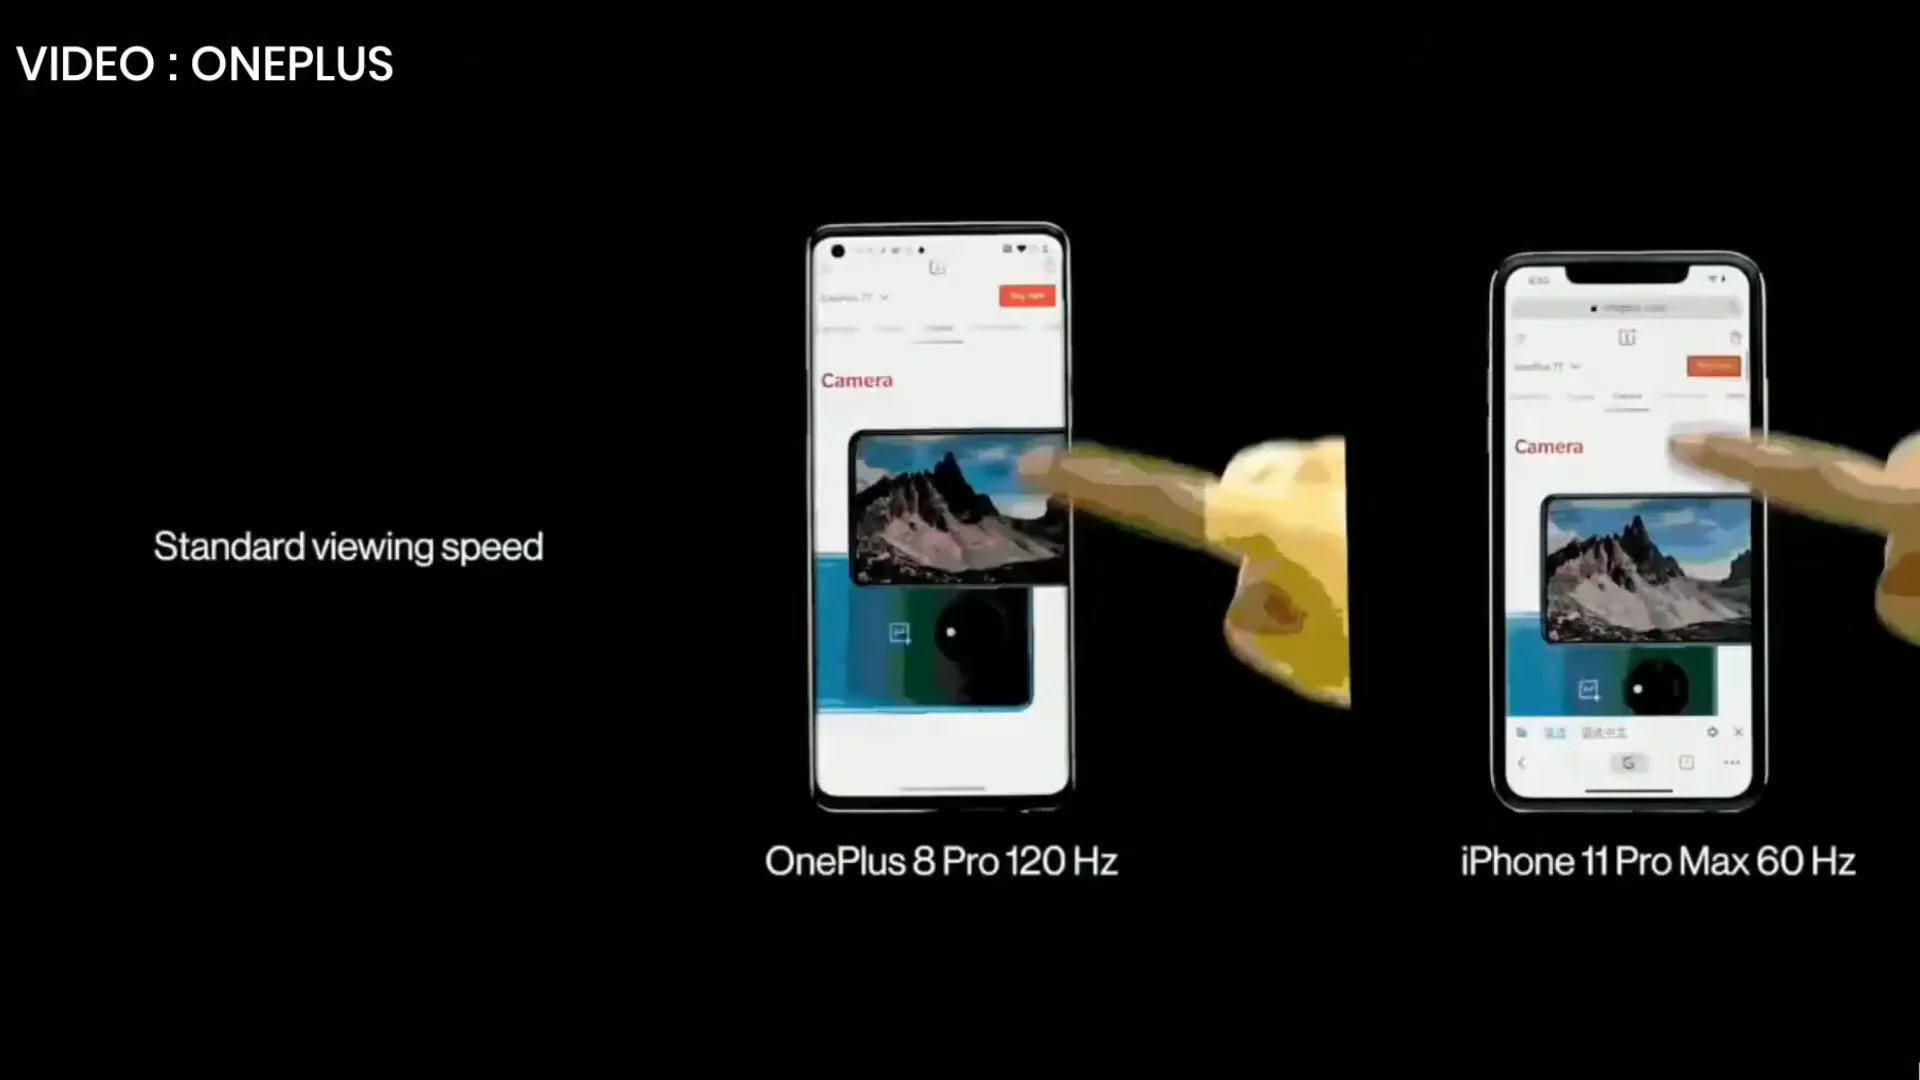 VIDEO : ONEPLUS
Standard viewing speed
Camera
Camera
OnePlus 8 Pro 120 Hz
iPhone 11 Pro Max 60 Hz